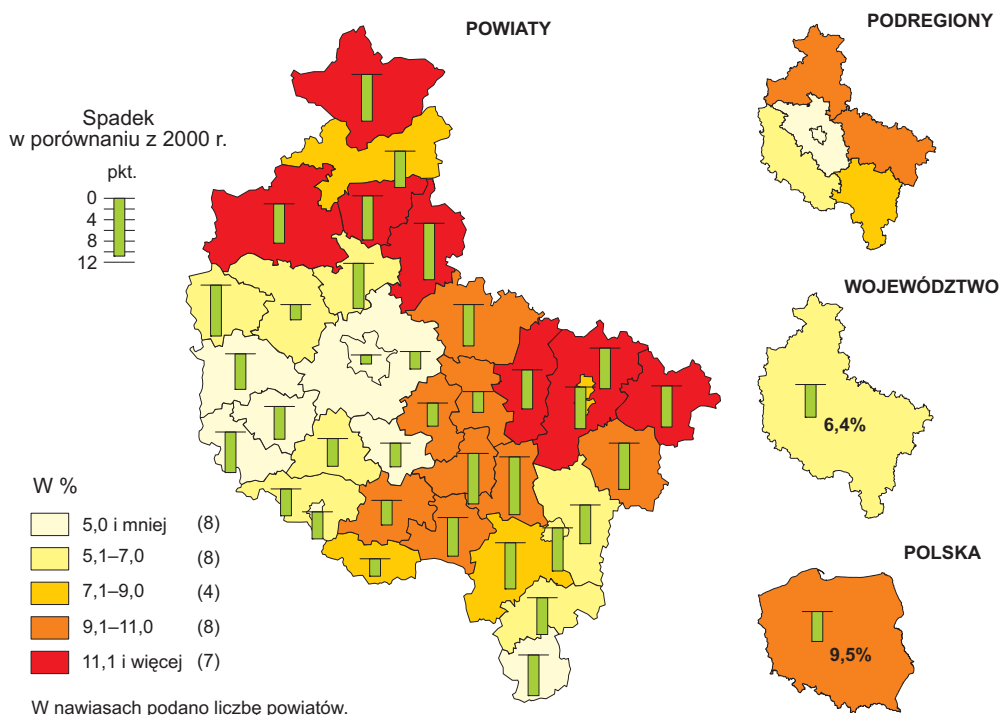 POWIATY
PODREGIONY
Spadek
w porównaniu z 2000 r.
pkt.
0
4
8
12
WOJEWÓDZTWO
6,4%
W %
5,0 i mniej (8)
5,1–7,0 (8)
7,1–9,0 (4)
9,1–11,0 (8)
11,1 i więcej (7)
W nawiasach podano liczbę powiatów.
POLSKA
9,5%